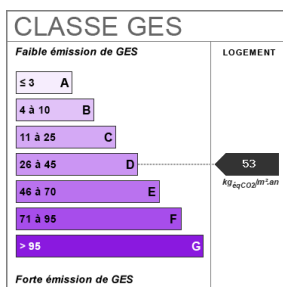 CLASSE GES
Faible émission de GES
LOGEMENT
≤ 3 A
4 à 10 B
11 à 25 C
26 à 45 D
53
kgéqCO2/m².an
46 à 70 E
71 à 95 F
> 95 G
Forte émission de GES